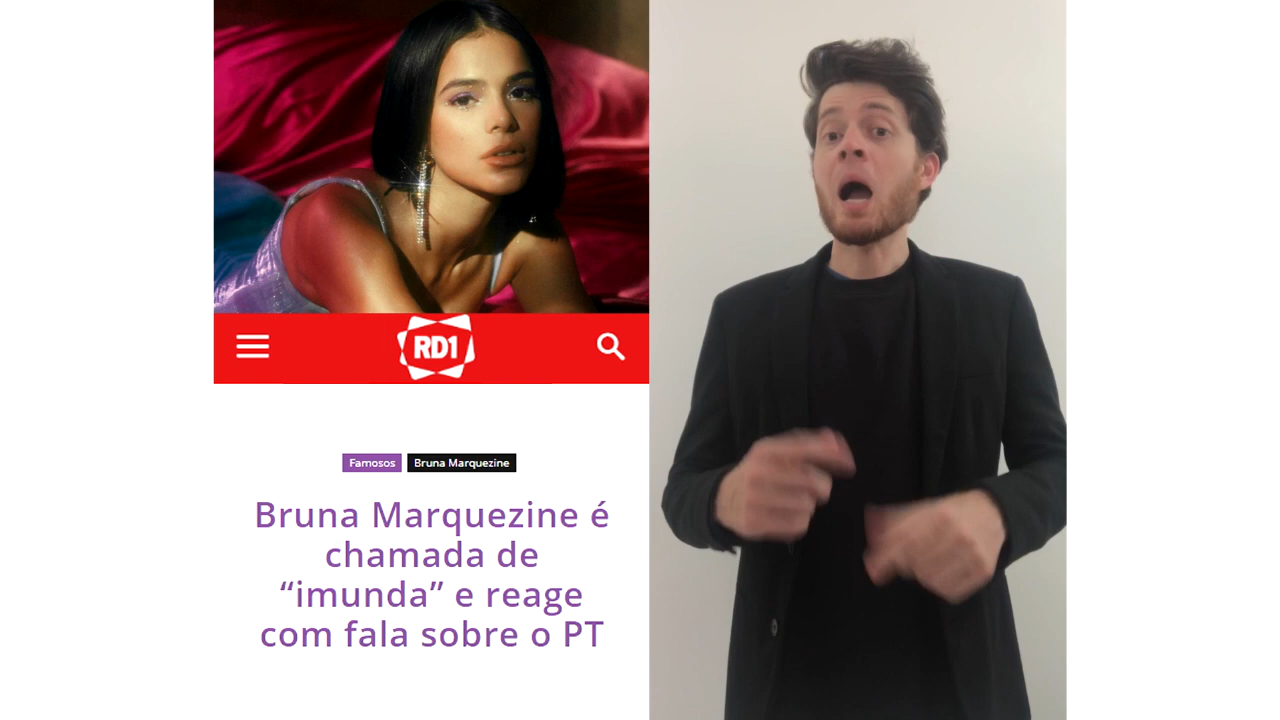 RD1
Famosos Bruna Marquezine
Bruna Marquezine é
chamada de
“imunda” e reage
com fala sobre o PT